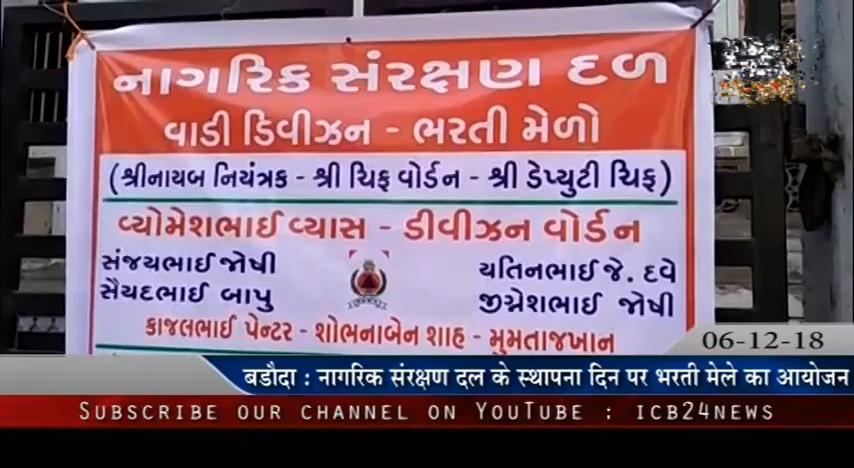 નાગરિક સંરક્ષણ દળ
વાડી ડિવીઝન - ભરતી મેળો
(શ્રીનાયબ નિયંત્રક - શ્રી ચિફ વોર્ડન - શ્રી ડેપ્યુટી ચિફ)
વ્યોમેશભાઈ વ્યાસ - ડીવીઝન વોર્ડન
સંજયભાઈ જોષી
યતિનભાઈ જે. દવે
સૈયદભાઈ બાપુ
જીગ્નેશભાઈ જોષી
કાજલભાઈ પેન્ટર - શોભનાબેન શાહ - મુમતાજખાન
06-12-18
बडौदा : नागरिक संरक्षण दल के स्थापना दिन पर भरती मेले का आयोजन
SUBSCRIBE OUR CHANNEL ON YOUTUBE : ICB24NEWS